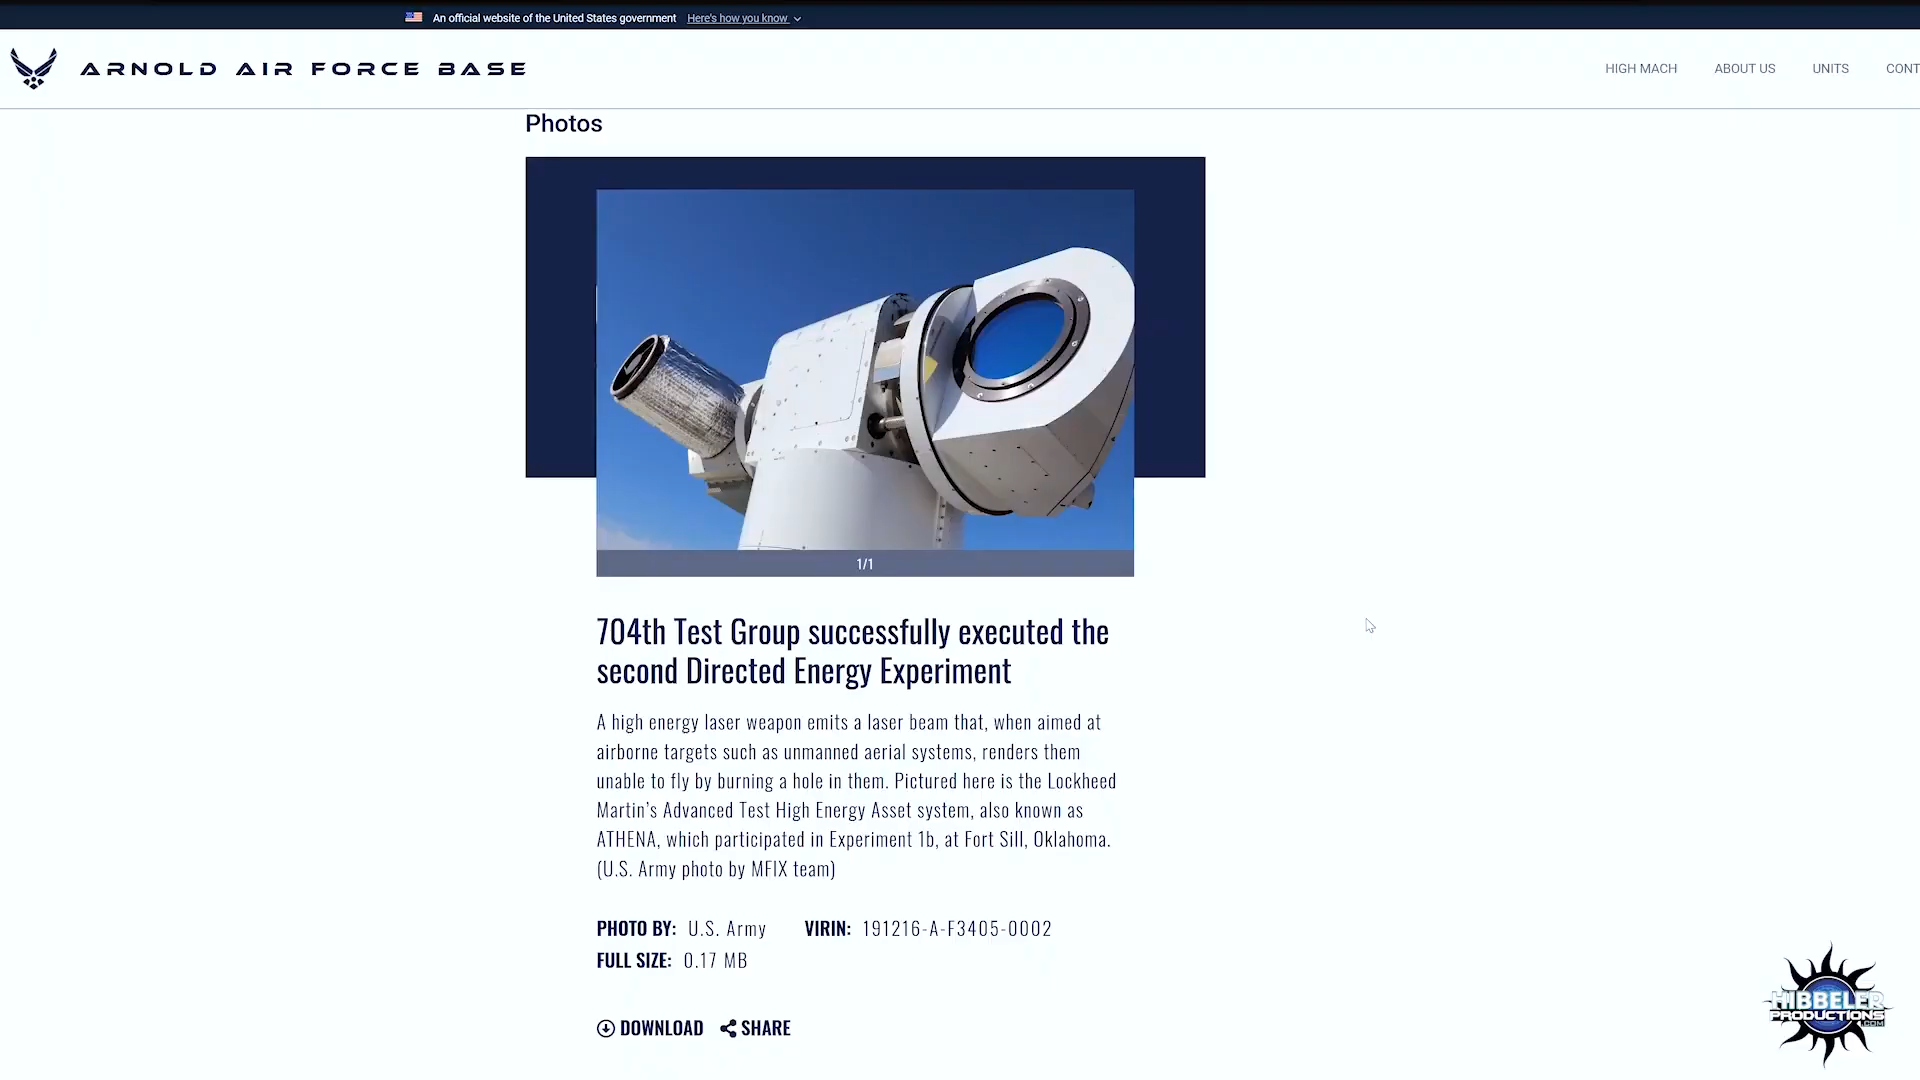 An official website of the United States government Here's how you know
ARNOLD AIR FORCE BASE
HIGH MACH ABOUT US UNITS CONT
Photos
1/1
704th Test Group successfully executed the
second Directed Energy Experiment
A high energy laser weapon emits a laser beam that, when aimed at
airborne targets such as unmanned aerial systems, renders them
unable to fly by burning a hole in them. Pictured here is the Lockheed
Martin's Advanced Test High Energy Asset system, also known as
ATHENA, which participated in Experiment 1b, at Fort Sill, Oklahoma.
(U.S. Army photo by MFIX team)
PHOTO BY: U.S. Army VIRIN: 191216-A-F3405-0002
FULL SIZE: 0.17 MB
DOWNLOAD SHARE
HIBBELER
PRODUCTIONS
.COM